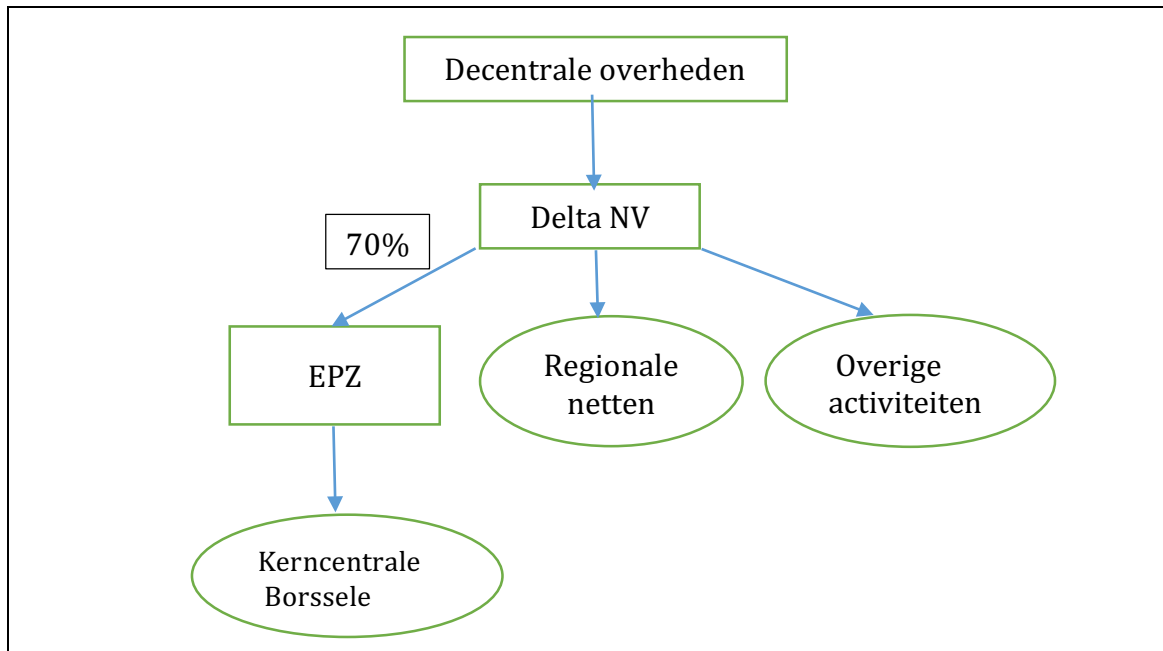 Decentrale overheden
Delta NV
70%
EPZ
Regionale
netten
Overige
activiteiten
Kerncentrale
Borssele